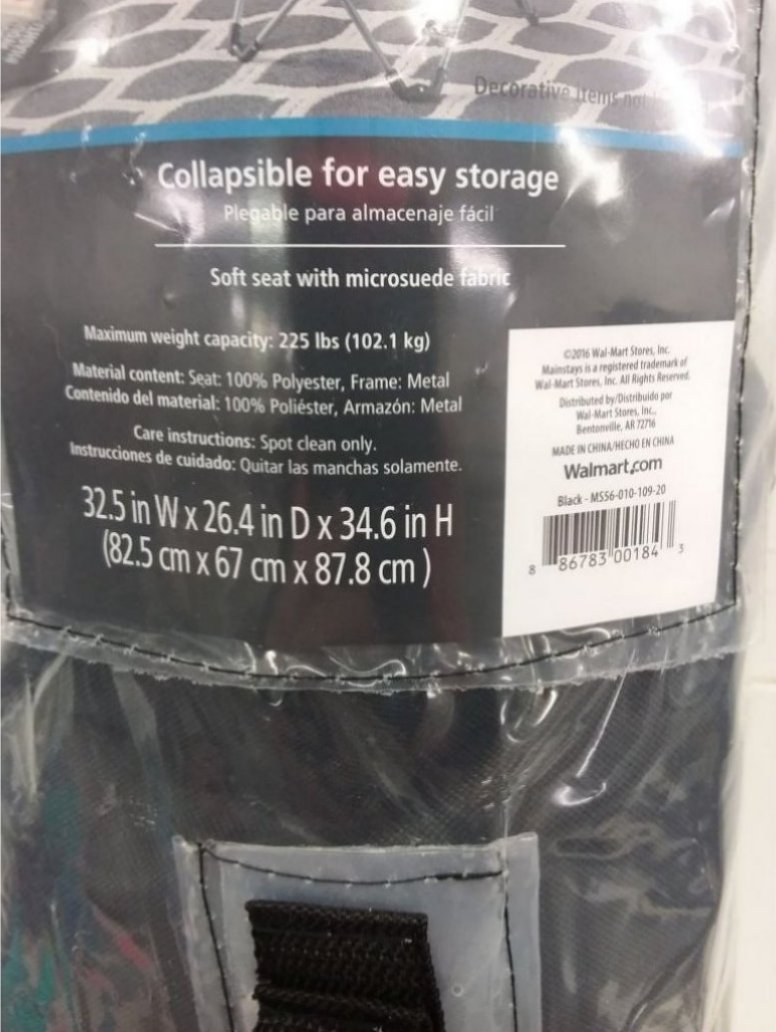 Decorative items not
Collapsible for easy storage
Plegable para almacenaje fácil
Soft seat with microsuede fabric
Maximum weight capacity: 225 lbs (102.1 kg)
Material content: Seat: 100% Polyester, Frame: Metal
Contenido del material: 100% Poliéster, Armazón: Metal
Care instructions: Spot clean only.
Instrucciones de cuidado: Quitar las manchas solamente.
32.5 in W x 26.4 in D x 34.6 in H
(82.5 cm x 67 cm x 87.8 cm )
©2016 Wal-Mart Stores, Inc.
Mainstays is a registered trademark of
Wal-Mart Stores, Inc. All Rights Reserved.
Distributed by/Distribuido por
Wal-Mart Stores, Inc.,
Bentonville, AR 72716
MADE IN CHINA/HECHO EN CHINA
Walmart.com
Black - MS56-010-109-20
8 86783 00184 3